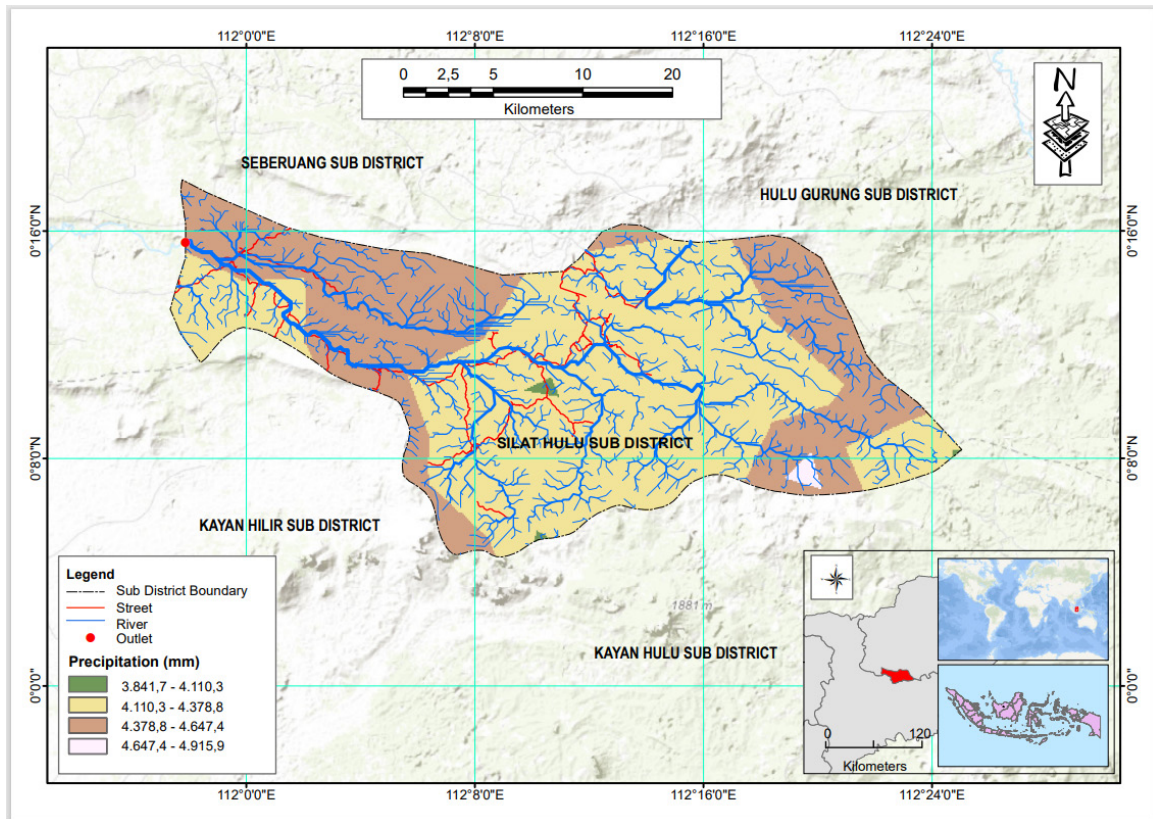 112°0'0"E 112°8'0"E 112°16'0"E 112°24'0"E
0 2,5 5 10 20
Kilometers
N
SEBERUANG SUB DISTRICT
HULU GURUNG SUB DISTRICT
0°16'0"N 0°16'0"N
SILAT HULU SUB DISTRICT
0°8'0"N 0°8'0"N
KAYAN HILIR SUB DISTRICT
1881 m
KAYAN HULU SUB DISTRICT
0°0'0" 0°0'0"
Legend
Sub District Boundary
Street
River
Outlet
Precipitation (mm)
3.841,7 - 4.110,3
4.110,3 - 4.378,8
4.378,8 - 4.647,4
4.647,4 - 4.915,9
0 120
Kilometers
112°0'0"E 112°8'0"E 112°16'0"E 112°24'0"E